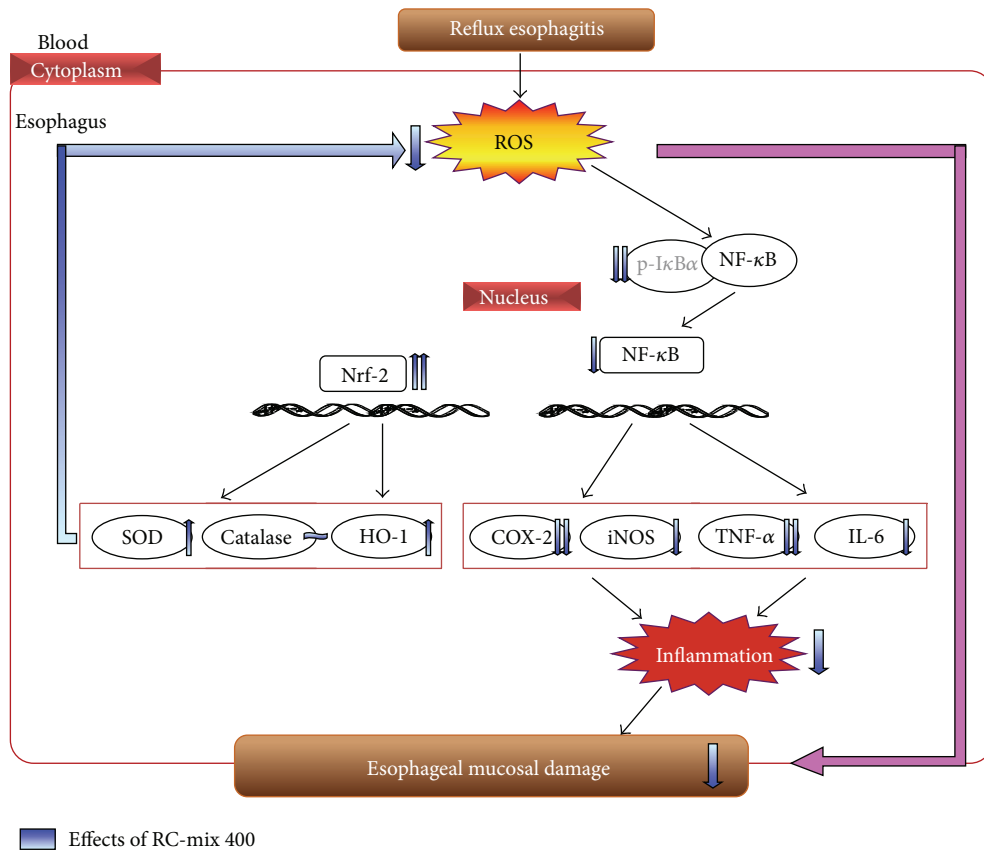 Reflux esophagitis
Blood
Cytoplasm
Esophagus
ROS
p-IκBα
NF-κB
Nucleus
NF-κB
Nrf-2
SOD
Catalase
HO-1
COX-2
iNOS
TNF-α
IL-6
Inflammation
Esophageal mucosal damage
Effects of RC-mix 400